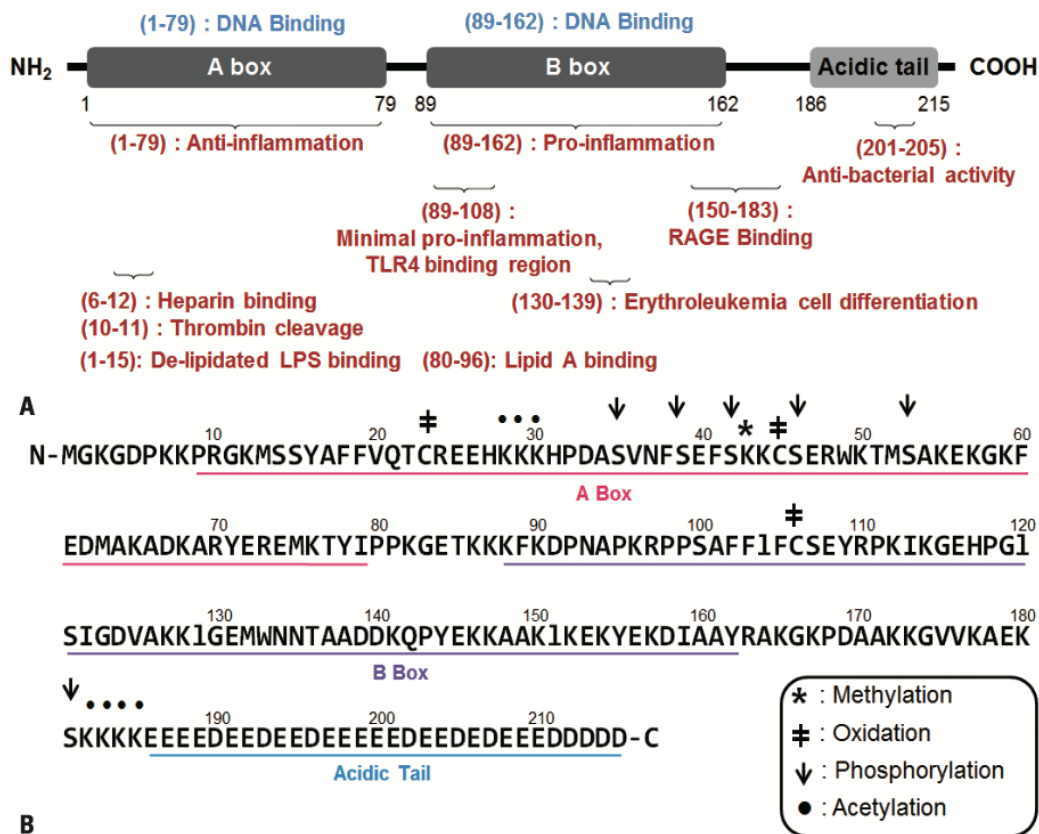 (1-79) : DNA Binding (89-162) : DNA Binding
NH2 A box B box Acidic tail COOH
1 79 89 162 186 215
(1-79) : Anti-inflammation (89-162) : Pro-inflammation (201-205) :
Anti-bacterial activity
(89-108) : (150-183) :
Minimal pro-inflammation, RAGE Binding
TLR4 binding region
(6-12) : Heparin binding (130-139) : Erythroleukemia cell differentiation
(10-11) : Thrombin cleavage
(1-15): De-lipidated LPS binding (80-96) : Lipid A binding
A
10 20 30 40 50 60
N-MGKGDPKKPRGKMSSYAFFVQTCREEHKKKHPDASVNFSEFSKKCSERWKTMSAKEKGKF
A Box
70 80 90 100 110 120
EDMAKADKARYEREMKTYIPPKGETKKKFKDPNAPKRPPSAFFlFCSEYRPKIKGEHPGl
130 140 150 160 170 180
SIGDVAKKlGEMWNNTAADDKQPYEKKAAKlKEKYEKDIAAYRAKGKPDAAKKGVVKAEK
B Box
* : Methylation
190 200 210
SKKKKEEEEDEEDEEDEEEEEDEEDEDEEEDDDDD-C
ǂ : Oxidation
Acidic Tail
↓ : Phosphorylation
● : Acetylation
B